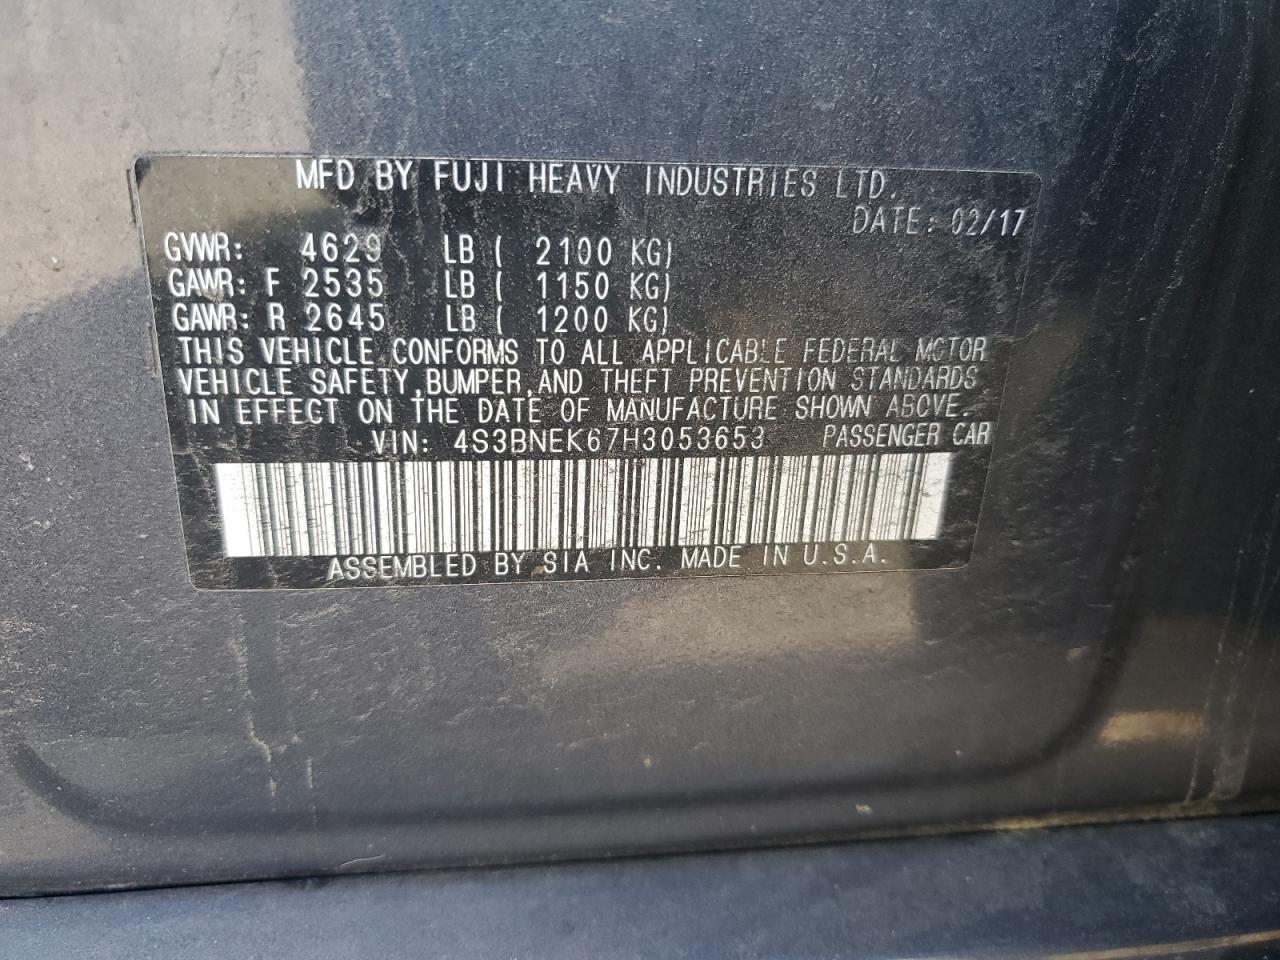 MFD BY FUJI HEAVY INDUSTRIES LTD.
DATE: 02/17
GVWR: 4629 LB ( 2100 KG)
GAWR: F 2535 LB ( 1150 KG)
GAWR: R 2645 LB ( 1200 KG)
THIS VEHICLE CONFORMS TO ALL APPLICABLE FEDERAL MOTOR
VEHICLE SAFETY,BUMPER,AND THEFT PREVENTION STANDARDS
IN EFFECT ON THE DATE OF MANUFACTURE SHOWN ABOVE.
VIN: 4S3BNEK67H3053653 PASSENGER CAR
ASSEMBLED BY SIA INC. MADE IN U.S.A.